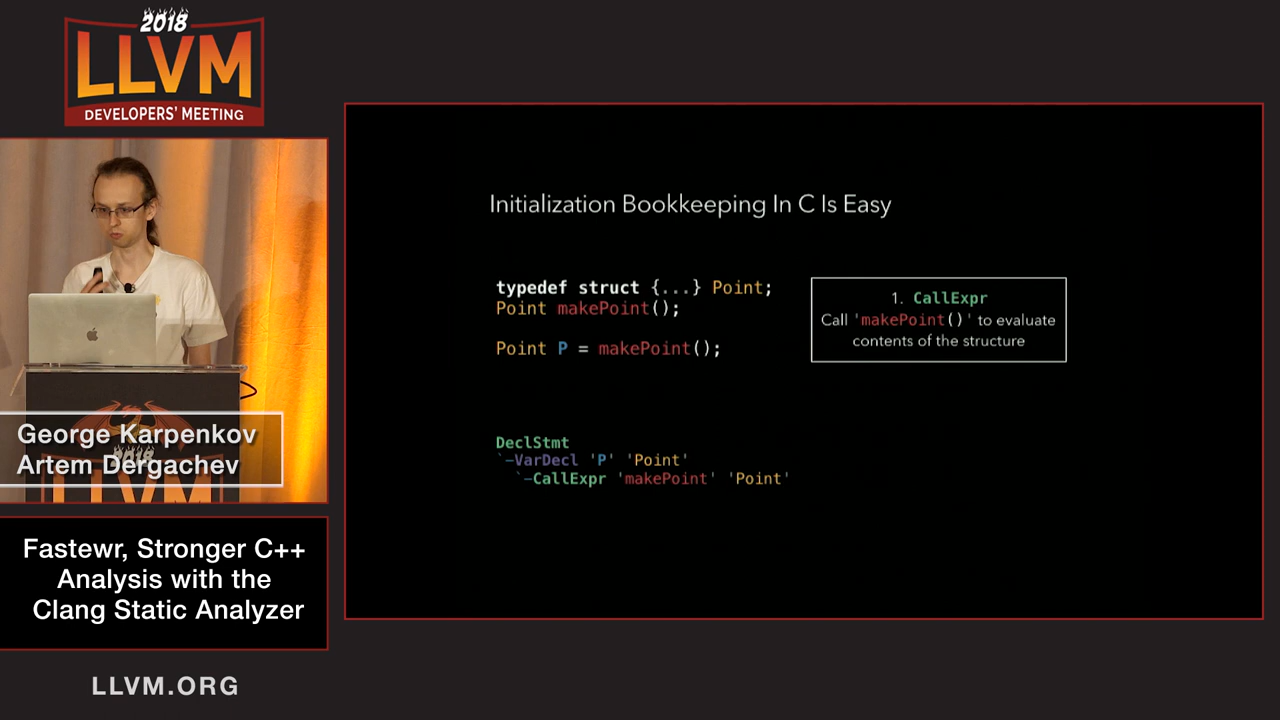 2018
LLVM
DEVELOPERS' MEETING
George Karpenkov
Artem Dergachev
Fastewr, Stronger C++
Analysis with the
Clang Static Analyzer
LLVM.ORG
Initialization Bookkeeping In C Is Easy
typedef struct {...} Point;
Point makePoint();
Point P = makePoint();
1. CallExpr
Call 'makePoint()' to evaluate
contents of the structure
DeclStmt
`-VarDecl 'P' 'Point'
`-CallExpr 'makePoint' 'Point'